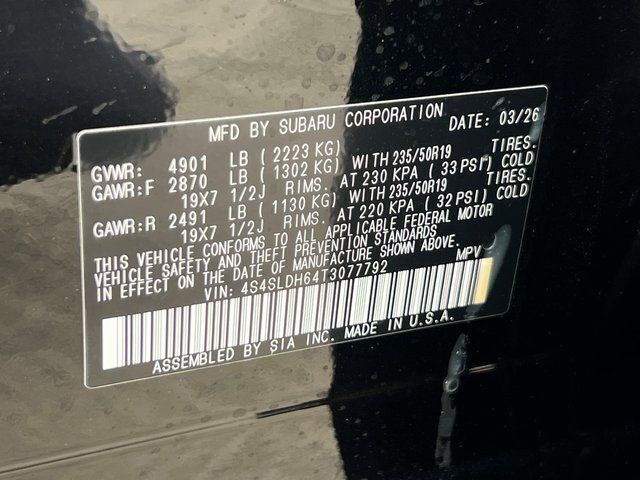 MFD BY SUBARU CORPORATION DATE: 03/26
GVWR: 4901 LB ( 2223 KG)
GAWR:F 2870 LB ( 1302 KG) WITH 235/50R19 TIRES.
19X7 1/2J RIMS. AT 230 KPA ( 33 PSI) COLD
GAWR:R 2491 LB ( 1130 KG) WITH 235/50R19 TIRES.
19X7 1/2J RIMS. AT 220 KPA ( 32 PSI) COLD
THIS VEHICLE CONFORMS TO ALL APPLICABLE FEDERAL MOTOR
VEHICLE SAFETY AND THEFT PREVENTION STANDARDS
IN EFFECT ON THE DATE OF MANUFACTURE SHOWN ABOVE.
VIN: 4S4SLDH64T3077792 MPV
ASSEMBLED BY SIA INC. MADE IN U.S.A.